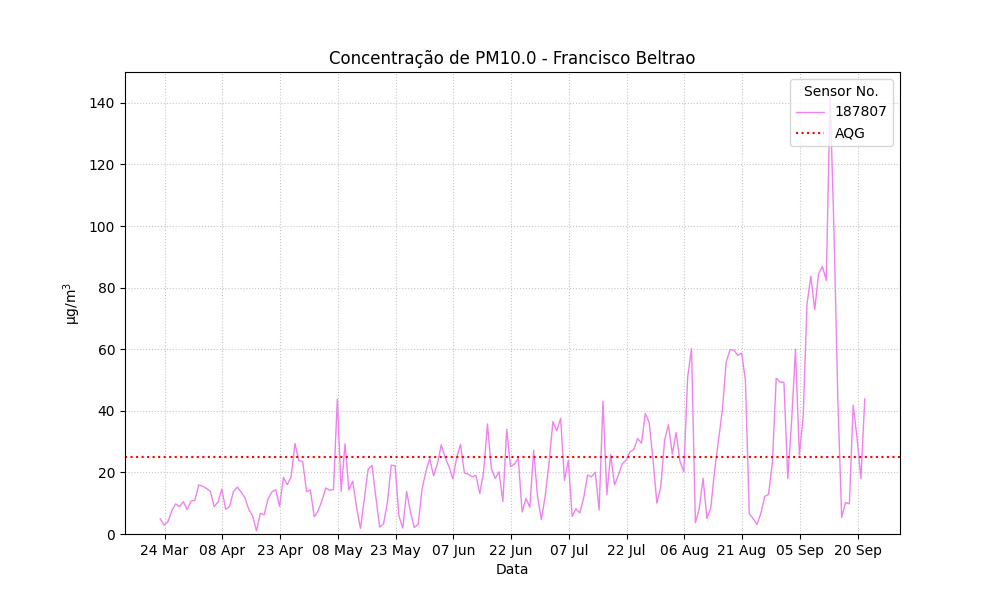 Concentração de PM10.0 - Francisco Beltrao
Sensor No.
187807
AQG
140
120
100
80
60
40
20
0
µg/m³
24 Mar 08 Apr 23 Apr 08 May 23 May 07 Jun 22 Jun 07 Jul 22 Jul 06 Aug 21 Aug 05 Sep 20 Sep
Data